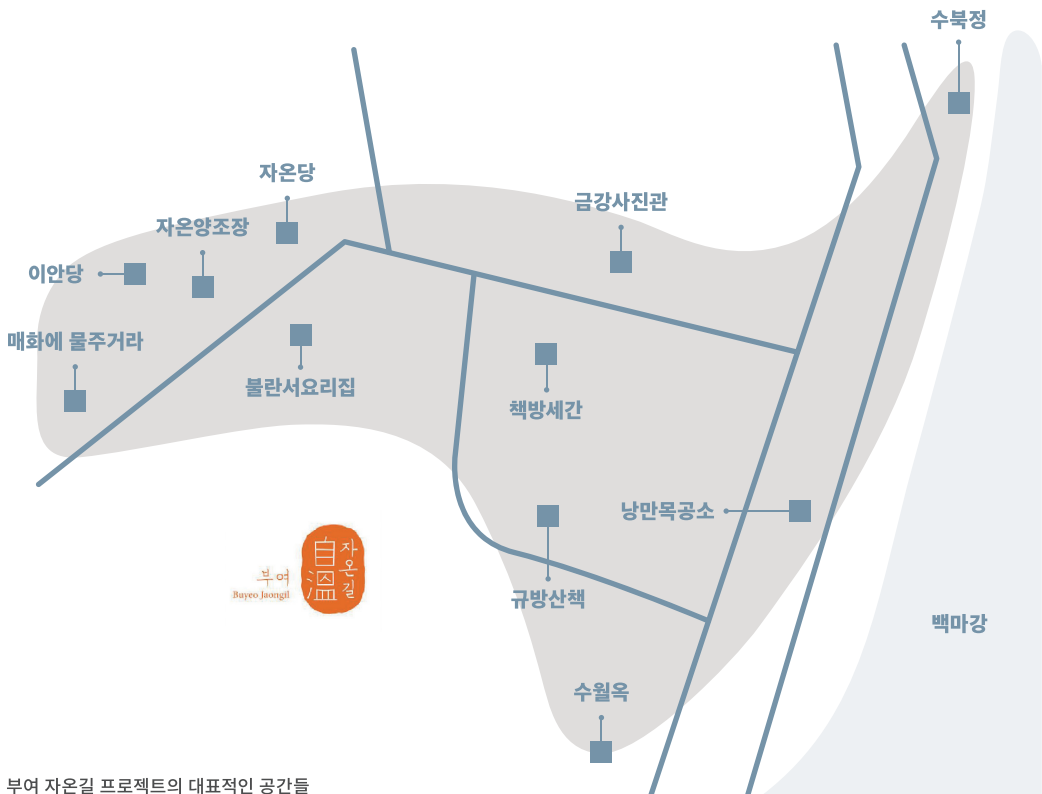 수북정
자온당
금강사진관
자온양조장
이안당
매화에 물주거라
불란서요리집
책방세간
낭만목공소
규방산책
백마강
수월옥
부여
Buyeo Jaongil
自溫
자온길
부여 자온길 프로젝트의 대표적인 공간들